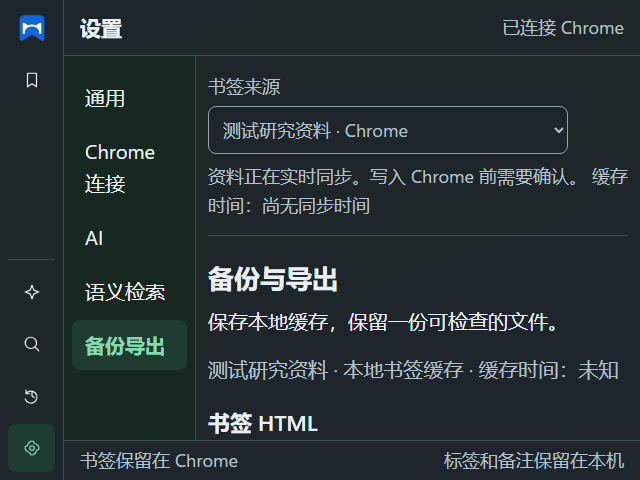 设置
已连接 Chrome
通用
Chrome
连接
AI
语义检索
备份导出
书签来源
测试研究资料 · Chrome
资料正在实时同步。写入 Chrome 前需要确认。 缓存
时间：尚无同步时间
备份与导出
保存本地缓存，保留一份可检查的文件。
测试研究资料 · 本地书签缓存 · 缓存时间：未知
书签 HTML
书签保留在 Chrome
标签和备注保留在本机